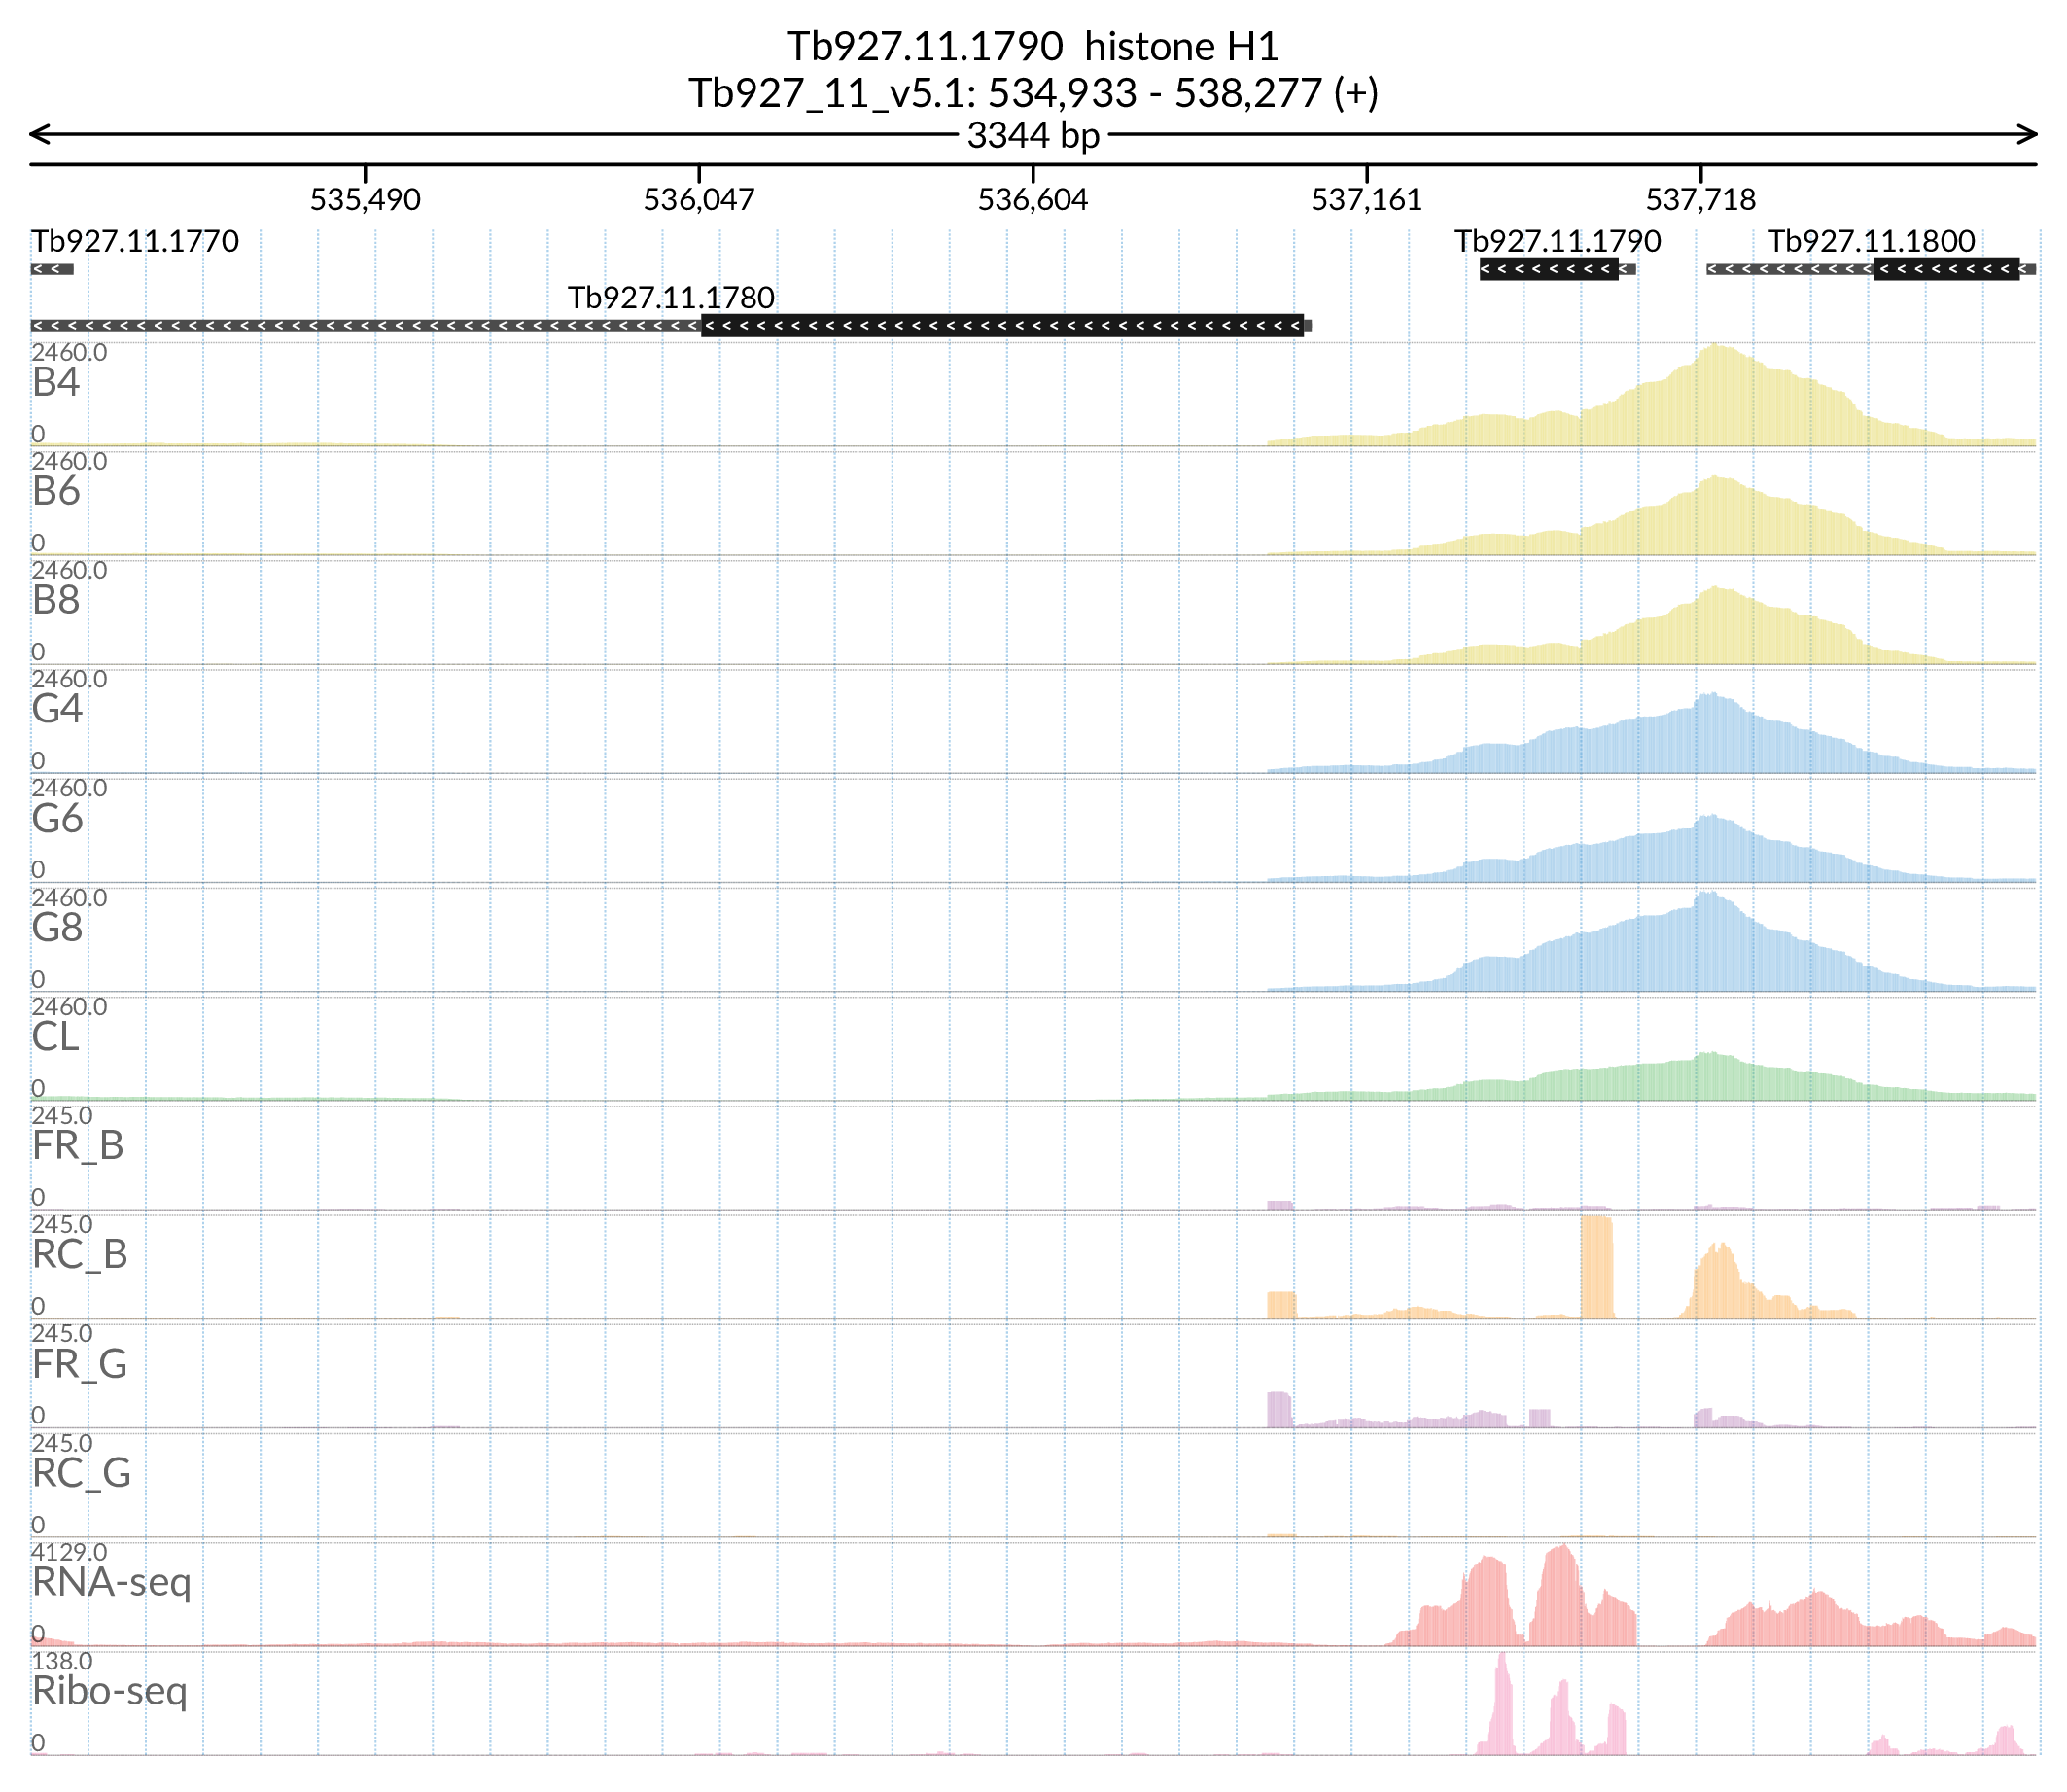 Tb927.11.1790  histone H1
Tb927_11_v5.1: 534,933 - 538,277 (+)
3344 bp
535,490 536,047 536,604 537,161 537,718
Tb927.11.1770 Tb927.11.1790 Tb927.11.1800
Tb927.11.1780
2460.0
B4
0
2460.0
B6
0
2460.0
B8
0
2460.0
G4
0
2460.0
G6
0
2460.0
G8
0
2460.0
CL
0
245.0
FR_B
0
245.0
RC_B
0
245.0
FR_G
0
245.0
RC_G
0
4129.0
RNA-seq
0
138.0
Ribo-seq
0